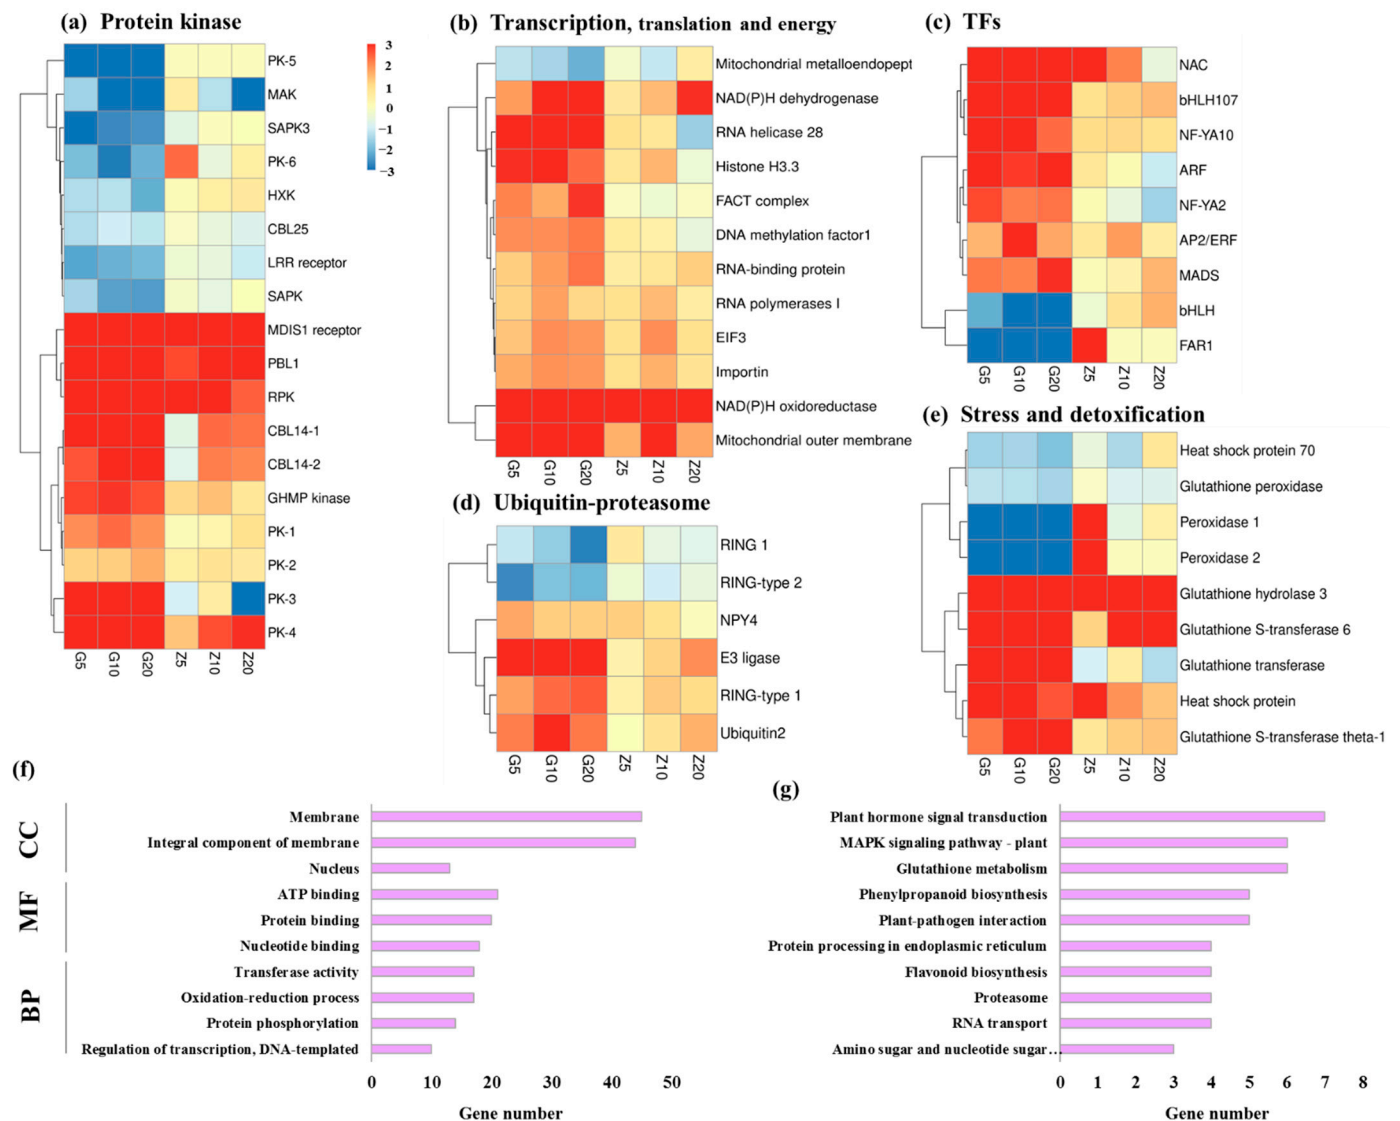 (a) Protein kinase
PK-5
MAK
SAPK3
PK-6
HXK
CBL25
LRR receptor
SAPK
MDIS1 receptor
PBL1
RPK
CBL14-1
CBL14-2
GHMP kinase
PK-1
PK-2
PK-3
PK-4
G5 G10 G20 Z5 Z10 Z20
3
2
1
0
−1
−2
−3
(b) Transcription, translation and energy
Mitochondrial metalloendopept
NAD(P)H dehydrogenase
RNA helicase 28
Histone H3.3
FACT complex
DNA methylation factor1
RNA-binding protein
RNA polymerases I
EIF3
Importin
NAD(P)H oxidoreductase
Mitochondrial outer membrane
G5 G10 G20 Z5 Z10 Z20
(c) TFs
NAC
bHLH107
NF-YA10
ARF
NF-YA2
AP2/ERF
MADS
bHLH
FAR1
G5 G10 G20 Z5 Z10 Z20
(d) Ubiquitin-proteasome
RING 1
RING-type 2
NPY4
E3 ligase
RING-type 1
Ubiquitin2
G5 G10 G20 Z5 Z10 Z20
(e) Stress and detoxification
Heat shock protein 70
Glutathione peroxidase
Peroxidase 1
Peroxidase 2
Glutathione hydrolase 3
Glutathione S-transferase 6
Glutathione transferase
Heat shock protein
Glutathione S-transferase theta-1
G5 G10 G20 Z5 Z10 Z20
(f)
CC
Membrane
Integral component of membrane
Nucleus
MF
ATP binding
Protein binding
Nucleotide binding
BP
Transferase activity
Oxidation-reduction process
Protein phosphorylation
Regulation of transcription, DNA-templated
0 10 20 30 40 50
Gene number
(g)
Plant hormone signal transduction
MAPK signaling pathway - plant
Glutathione metabolism
Phenylpropanoid biosynthesis
Plant-pathogen interaction
Protein processing in endoplasmic reticulum
Flavonoid biosynthesis
Proteasome
RNA transport
Amino sugar and nucleotide sugar…
0 1 2 3 4 5 6 7 8
Gene number